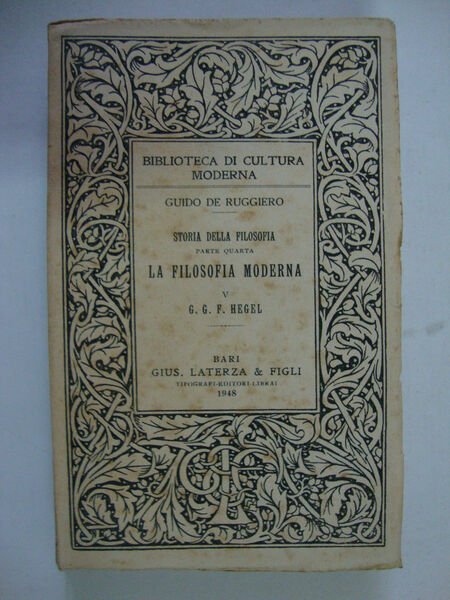 BIBLIOTECA DI CULTURA
MODERNA
GUIDO DE RUGGIERO
STORIA DELLA FILOSOFIA
PARTE QUARTA
LA FILOSOFIA MODERNA
V
G. G. F. HEGEL
BARI
GIUS. LATERZA & FIGLI
TIPOGRAFI-EDITORI-LIBRAI
1948